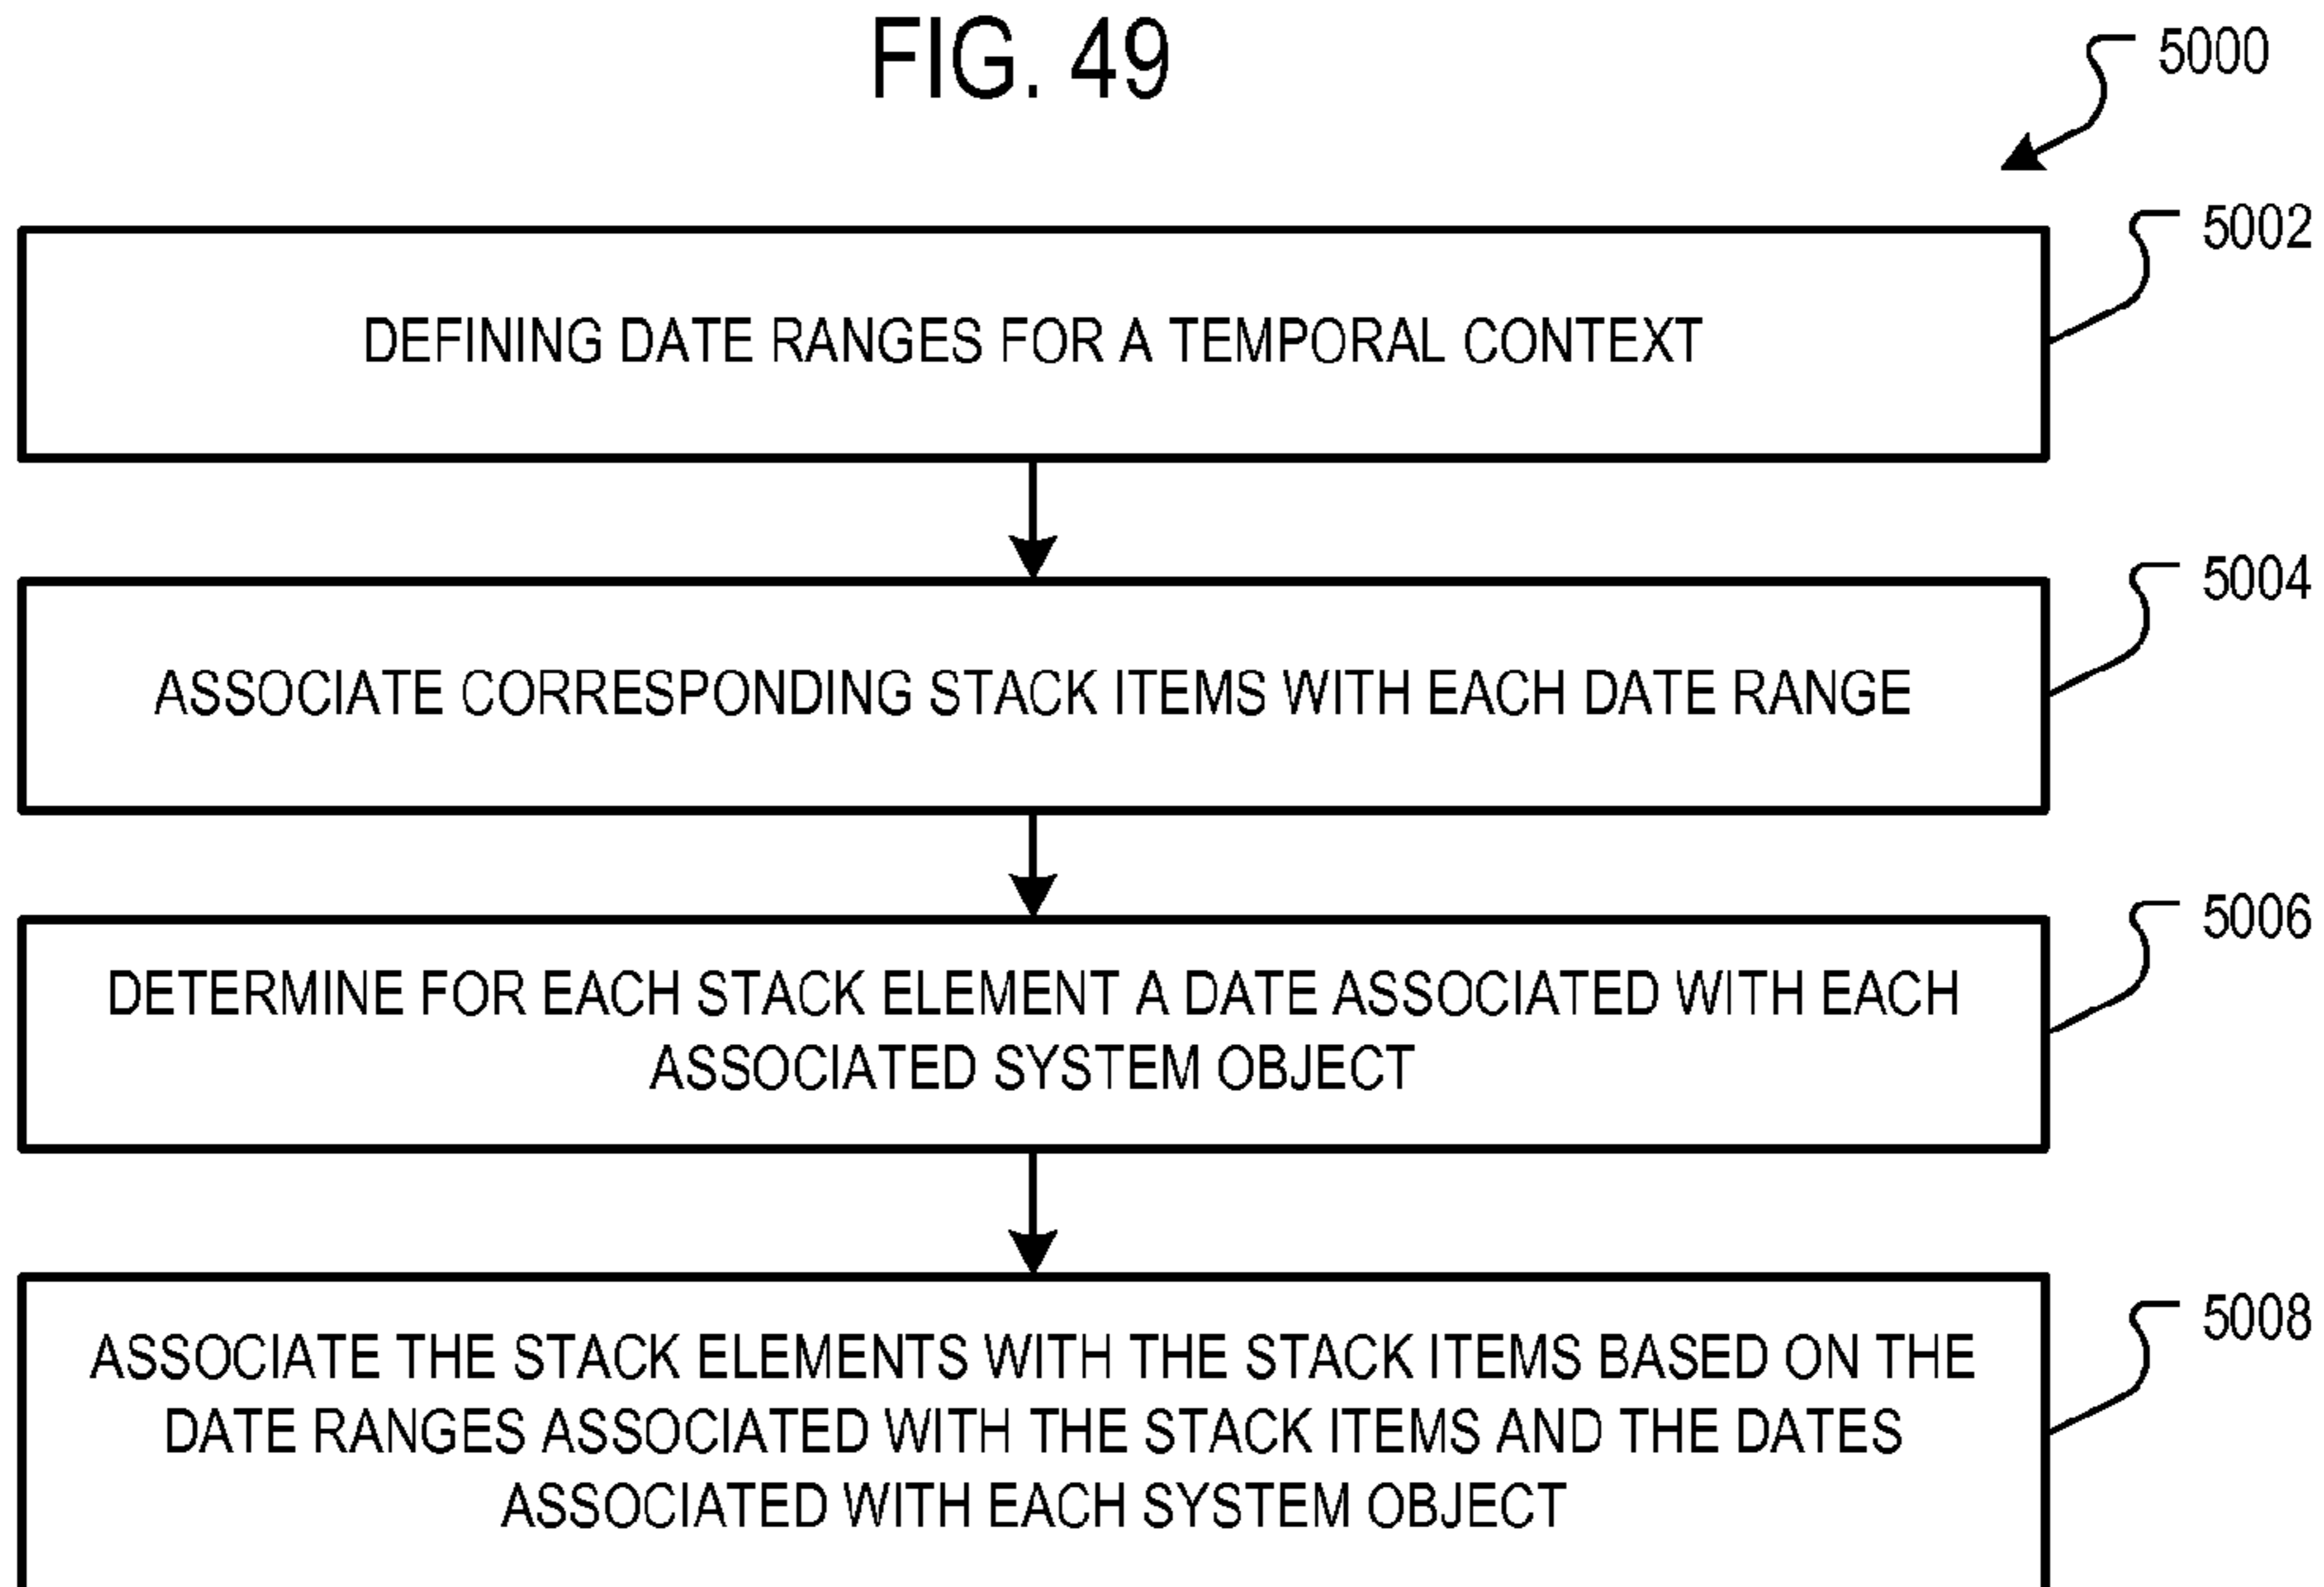 FIG. 49
5000
5002
DEFINING DATE RANGES FOR A TEMPORAL CONTEXT
5004
ASSOCIATE CORRESPONDING STACK ITEMS WITH EACH DATE RANGE
5006
DETERMINE FOR EACH STACK ELEMENT A DATE ASSOCIATED WITH EACH
ASSOCIATED SYSTEM OBJECT
5008
ASSOCIATE THE STACK ELEMENTS WITH THE STACK ITEMS BASED ON THE
DATE RANGES ASSOCIATED WITH THE STACK ITEMS AND THE DATES
ASSOCIATED WITH EACH SYSTEM OBJECT